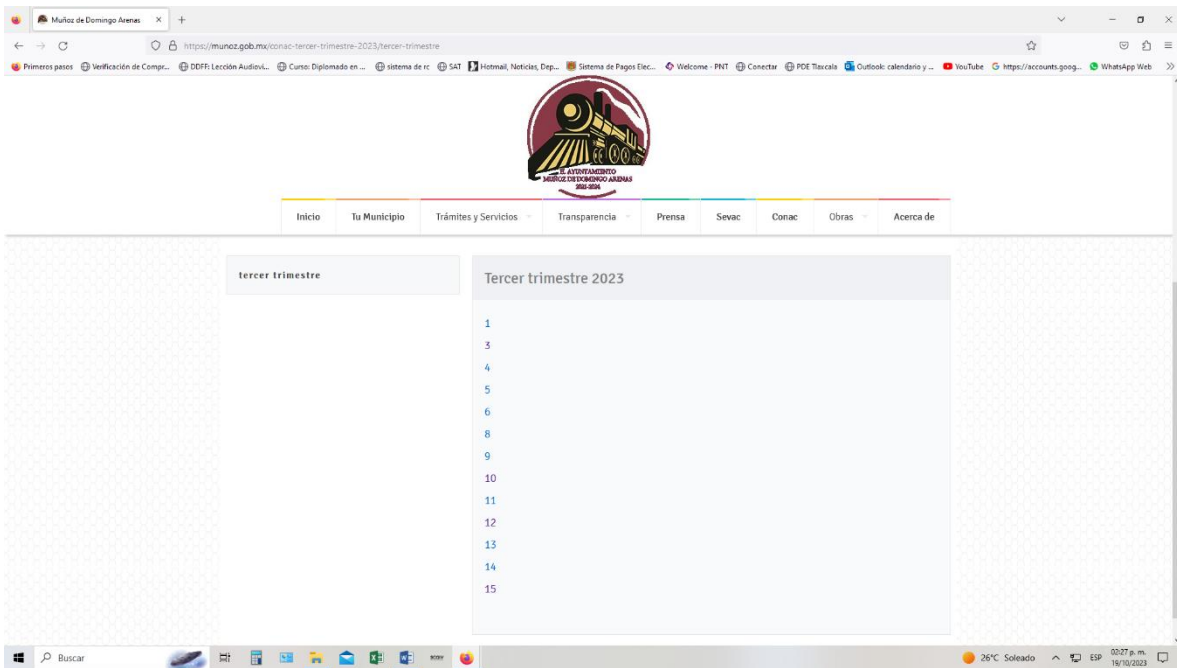 Muñoz de Domingo Arenas
https://munoz.gob.mx/conac-tercer-trimestre-2023/tercer-trimestre
Primeros pasos Verificación de Compr... DDFF: Lección Audiovi... Curso: Diplomado en ... sistema de rc SAT Hotmail, Noticias, Dep... Sistema de Pagos Elec... Welcome - PNT Conectar PDE Tlaxcala Outlook: calendario y ... YouTube https://accounts.goog... WhatsApp Web
EL AYUNTAMIENTO
MUÑOZ DE DOMINGO ARENAS
2021-2024
Inicio Tu Municipio Trámites y Servicios Transparencia Prensa Sevac Conac Obras Acerca de
tercer trimestre
Tercer trimestre 2023
1
3
4
5
6
8
9
10
11
12
13
14
15
Buscar
26°C Soleado ESP 02:27 p. m.
19/10/2023